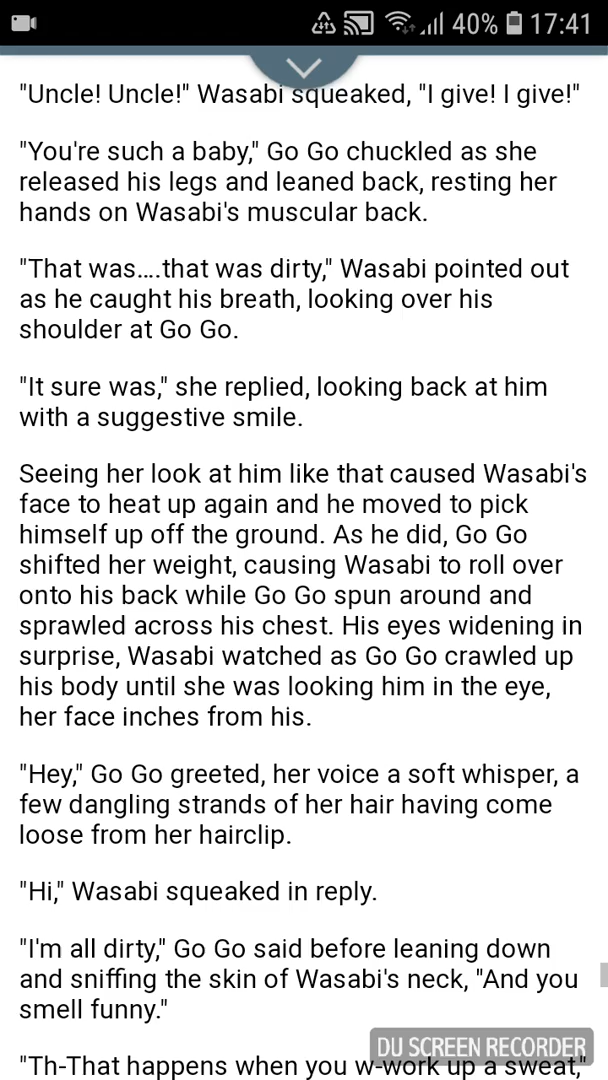 40% 17:41
"Uncle! Uncle!" Wasabi squeaked, "I give! I give!"
"You're such a baby," Go Go chuckled as she
released his legs and leaned back, resting her
hands on Wasabi's muscular back.
"That was....that was dirty," Wasabi pointed out
as he caught his breath, looking over his
shoulder at Go Go.
"It sure was," she replied, looking back at him
with a suggestive smile.
Seeing her look at him like that caused Wasabi's
face to heat up again and he moved to pick
himself up off the ground. As he did, Go Go
shifted her weight, causing Wasabi to roll over
onto his back while Go Go spun around and
sprawled across his chest. His eyes widening in
surprise, Wasabi watched as Go Go crawled up
his body until she was looking him in the eye,
her face inches from his.
"Hey," Go Go greeted, her voice a soft whisper, a
few dangling strands of her hair having come
loose from her hairclip.
"Hi," Wasabi squeaked in reply.
"I'm all dirty," Go Go said before leaning down
and sniffing the skin of Wasabi's neck, "And you
smell funny."
DU SCREEN RECORDER
"Th-That happens when you w-work up a sweat,"